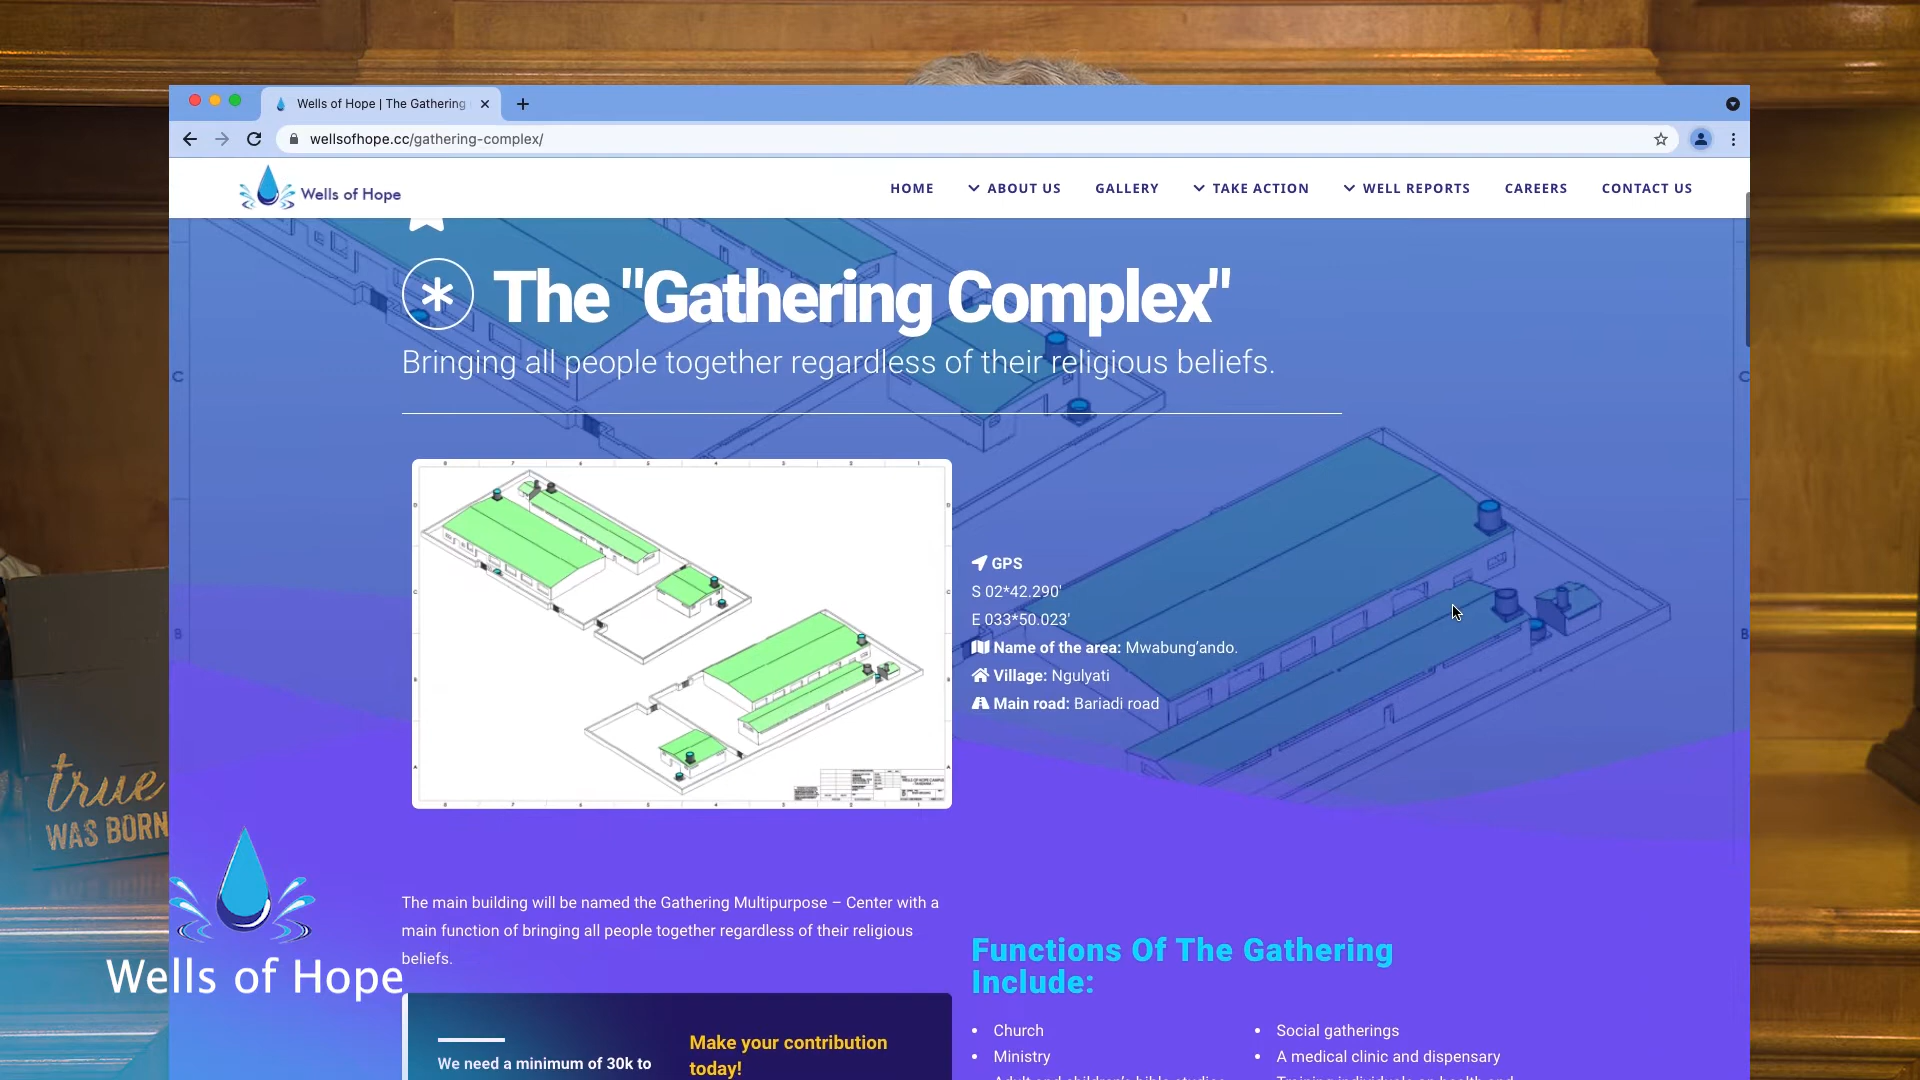 Wells of Hope | The Gathering
wellsofhope.cc/gathering-complex/
Wells of Hope
HOME
ABOUT US
GALLERY
TAKE ACTION
WELL REPORTS
CAREERS
CONTACT US
The "Gathering Complex"
Bringing all people together regardless of their religious beliefs.
GPS
S 02*42.290'
E 033*50.023'
Name of the area: Mwabung'ando.
Village: Ngulyati
Main road: Bariadi road
The main building will be named the Gathering Multipurpose – Center with a
main function of bringing all people together regardless of their religious
beliefs.
We need a minimum of 30k to
Make your contribution
today!
Functions Of The Gathering
Include:
Church
Ministry
Social gatherings
A medical clinic and dispensary
true
WAS BORN
Wells of Hope